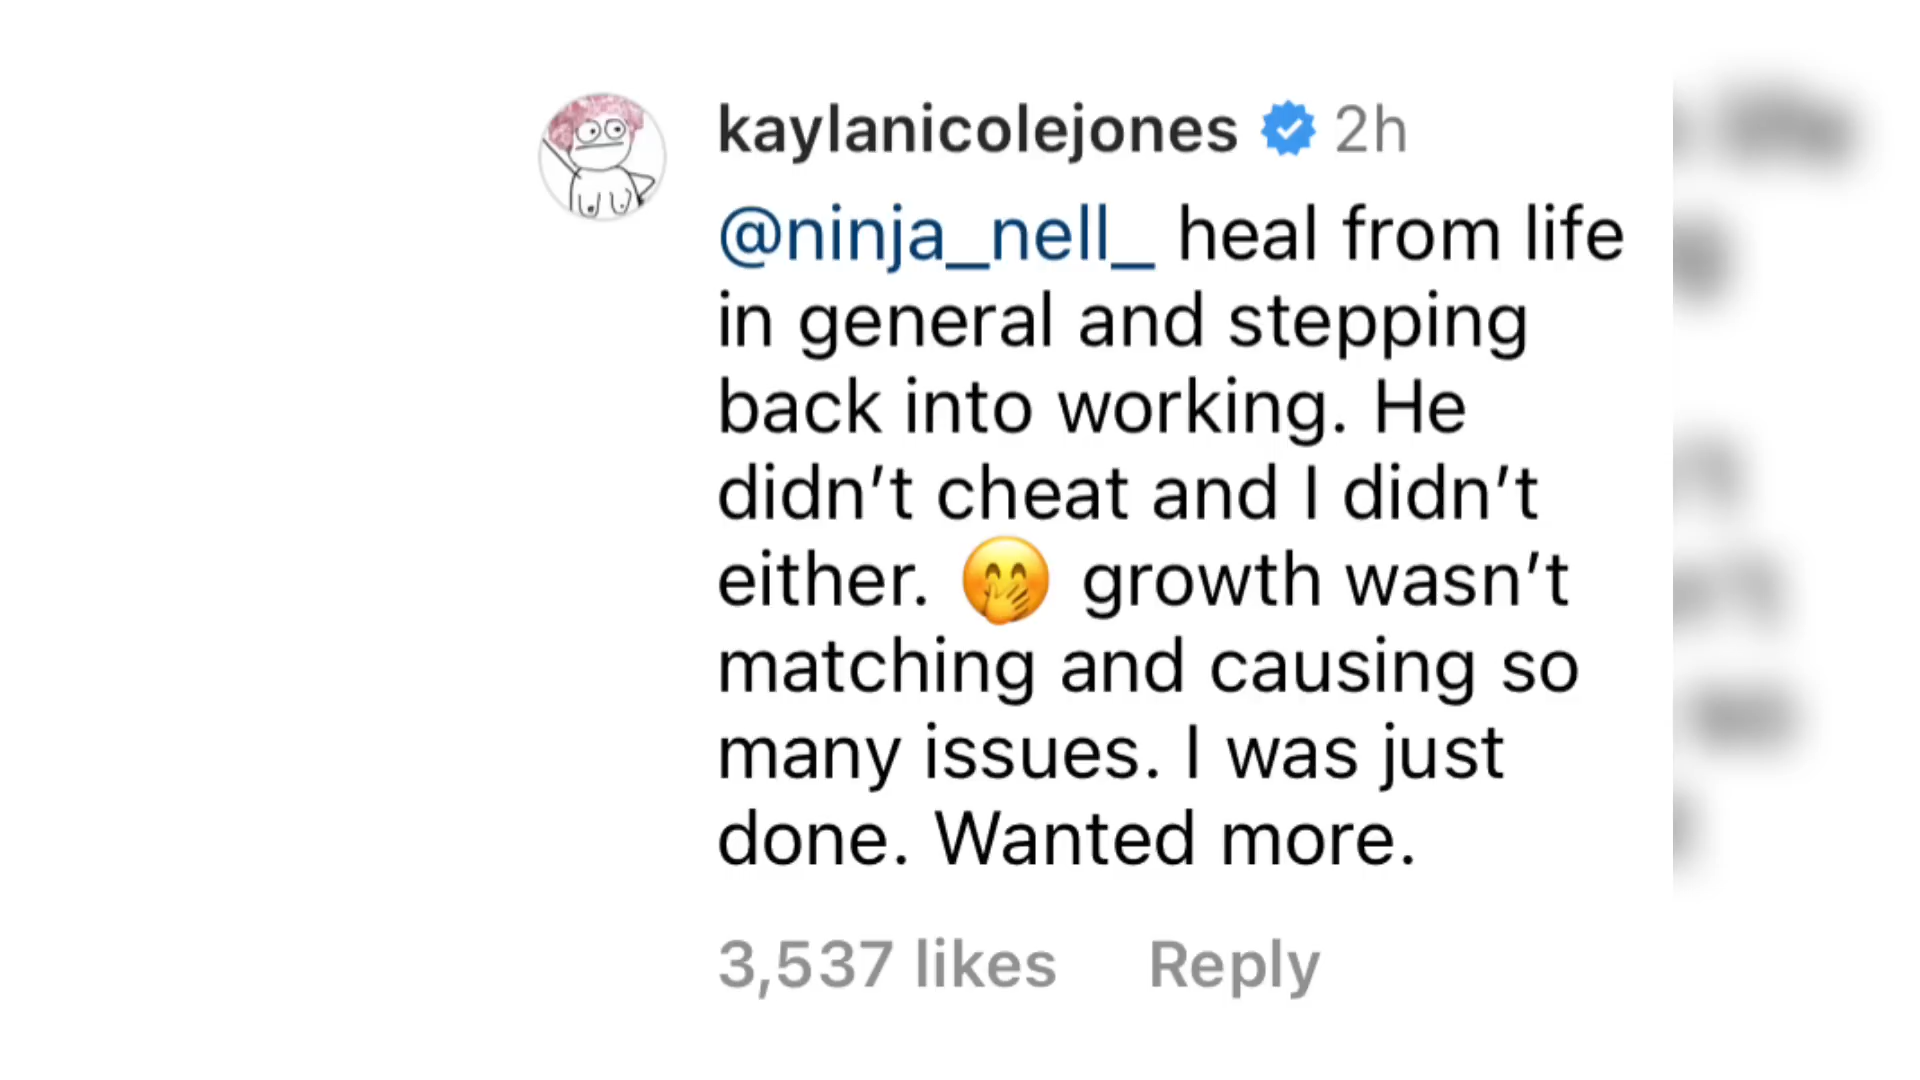 kaylanicolejones 2h
@ninja_nell_ heal from life
in general and stepping
back into working. He
didn’t cheat and I didn’t
either. 🤭 growth wasn’t
matching and causing so
many issues. I was just
done. Wanted more.
3,537 likes Reply